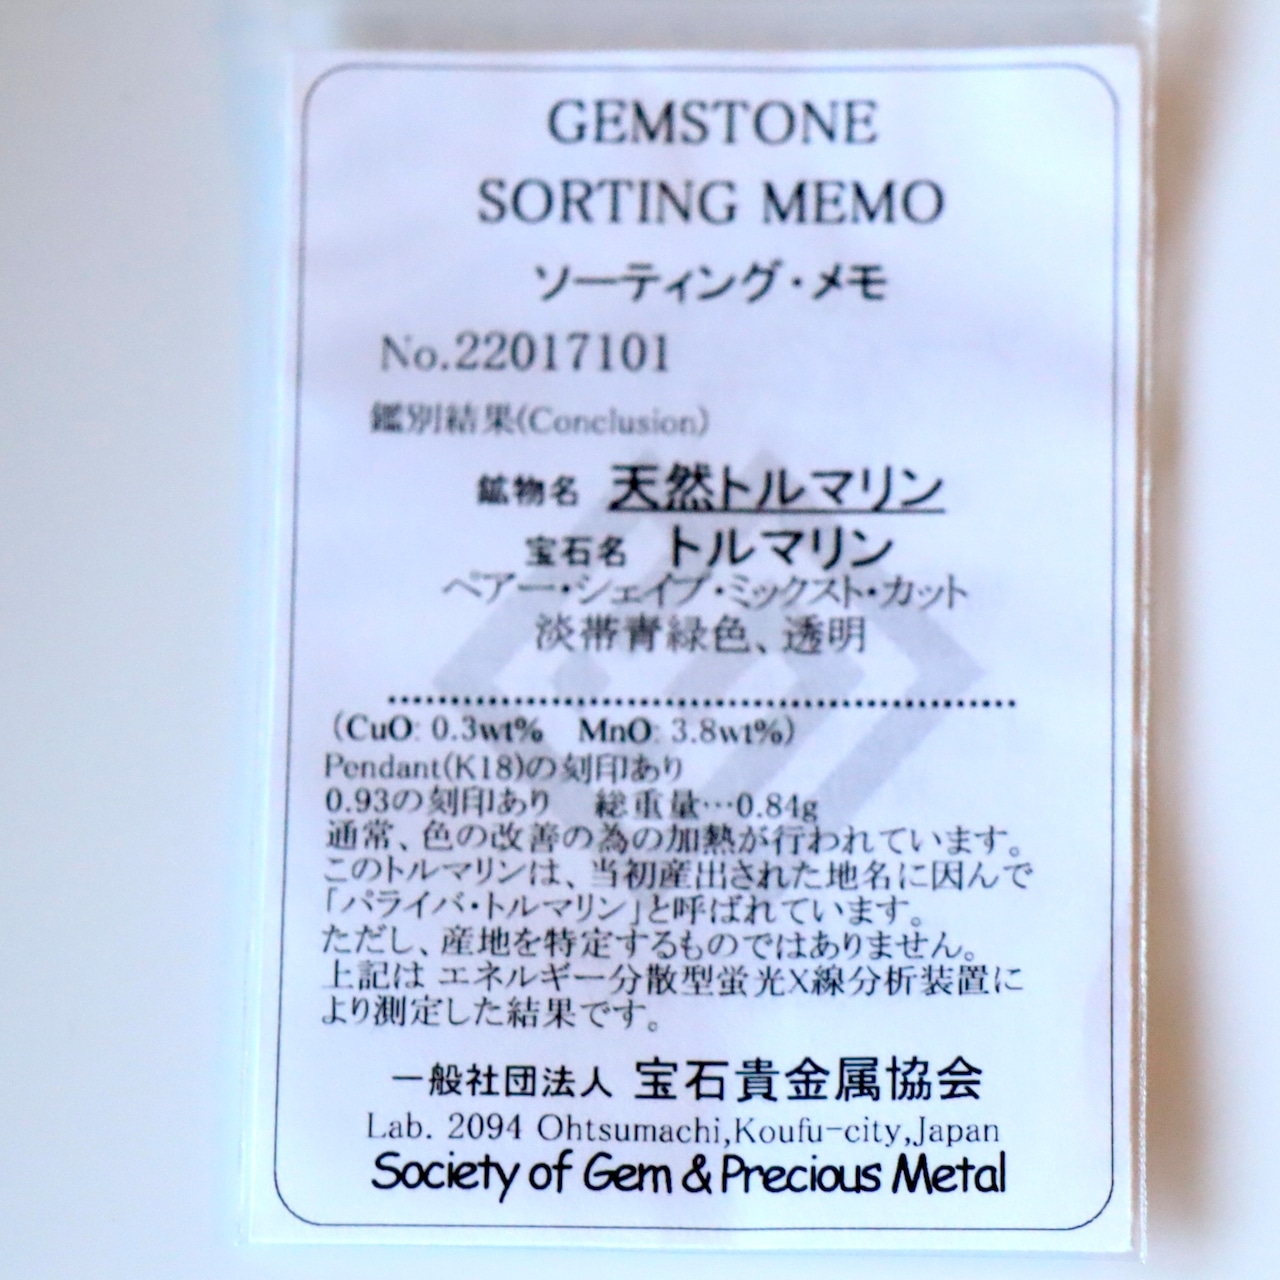 GEMSTONE
SORTING MEMO
ソーティング・メモ
No.22017101
鑑別結果(Conclusion)
鉱物名 天然トルマリン
宝石名 トルマリン
ペアー・シェイプ・ミックスト・カット
淡帯青緑色、透明
(CuO: 0.3wt% MnO: 3.8wt%)
Pendant(K18)の刻印あり
0.93の刻印あり 総重量…0.84g
通常、色の改善の為の加熱が行われています。
このトルマリンは、当初産出された地名に因んで
「パライバ・トルマリン」と呼ばれています。
ただし、産地を特定するものではありません。
上記は エネルギー分散型蛍光X線分析装置に
より測定した結果です。
一般社団法人 宝石貴金属協会
Lab. 2094 Ohtsumachi,Koufu-city,Japan
Society of Gem & Precious Metal